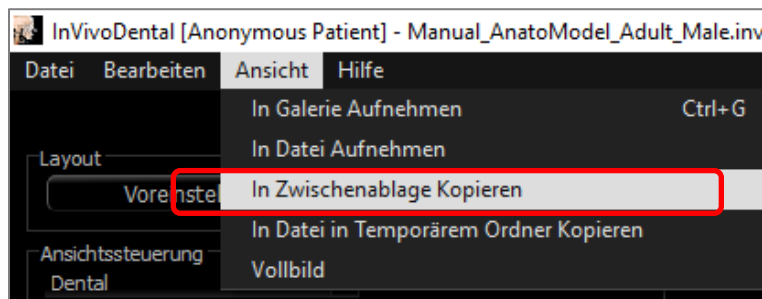 InVivoDental [Anonymous Patient] - Manual_AnatoModel_Adult_Male.inv
Datei Bearbeiten Ansicht Hilfe
In Galerie Aufnehmen Ctrl+G
In Datei Aufnehmen
Layout
Voreinstel
In Zwischenablage Kopieren
In Datei in Temporärem Ordner Kopieren
Ansichtssteuerung
Vollbild
Dental